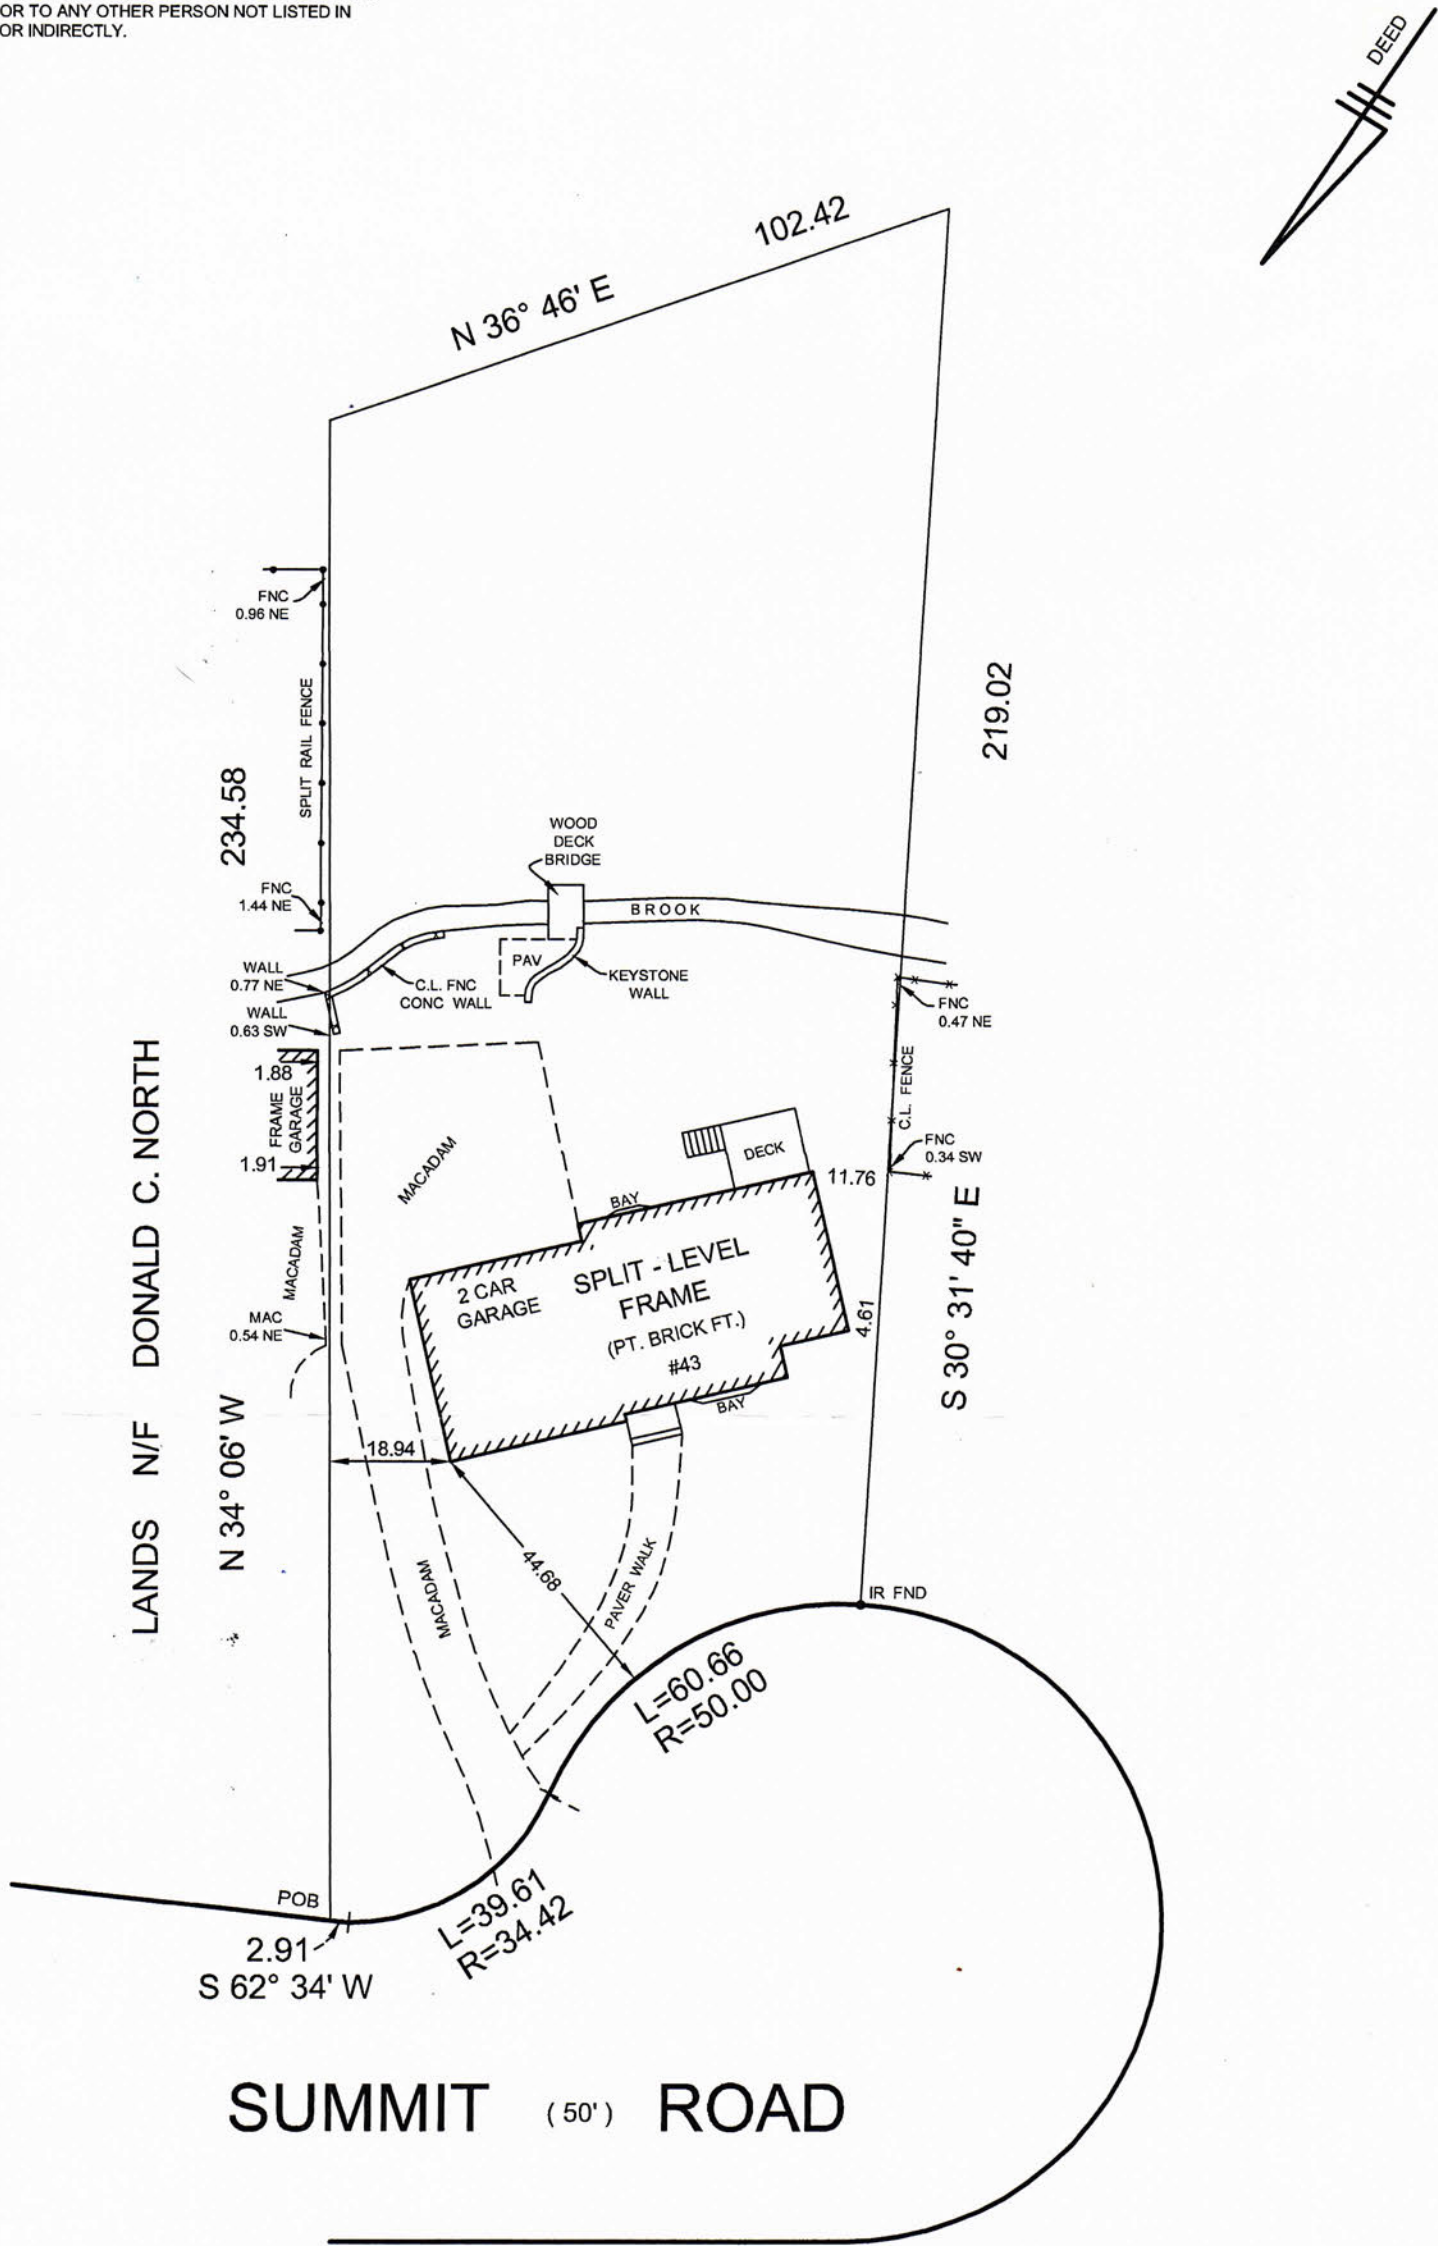 OR TO ANY OTHER PERSON NOT LISTED IN
OR INDIRECTLY.
DEED
102.42
N 36° 46' E
FNC
0.96 NE
SPLIT RAIL FENCE
234.58
219.02
WOOD
DECK
BRIDGE
FNC
1.44 NE
BROOK
PAV
WALL
0.77 NE
C.L. FNC
CONC WALL
KEYSTONE
WALL
WALL
0.63 SW
FNC
0.47 NE
C.L. FENCE
1.88
FRAME
GARAGE
1.91
MACADAM
DECK
FNC
0.34 SW
11.76
BAY
MACADAM
2 CAR
GARAGE
SPLIT - LEVEL
FRAME
(PT. BRICK FT.)
#43
4.61
S 30° 31' 40" E
MAC
0.54 NE
BAY
LANDS N/F DONALD C. NORTH
N 34° 06' W
18.94
44.68
MACADAM
PAVER WALK
IR FND
L=60.66
R=50.00
POB
L=39.61
R=34.42
2.91
S 62° 34' W
SUMMIT (50') ROAD